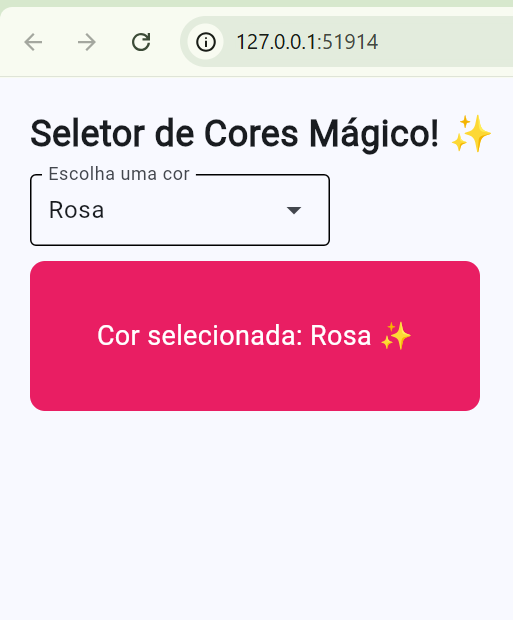 127.0.0.1:51914
Seletor de Cores Mágico! ✨
Escolha uma cor
Rosa
Cor selecionada: Rosa ✨